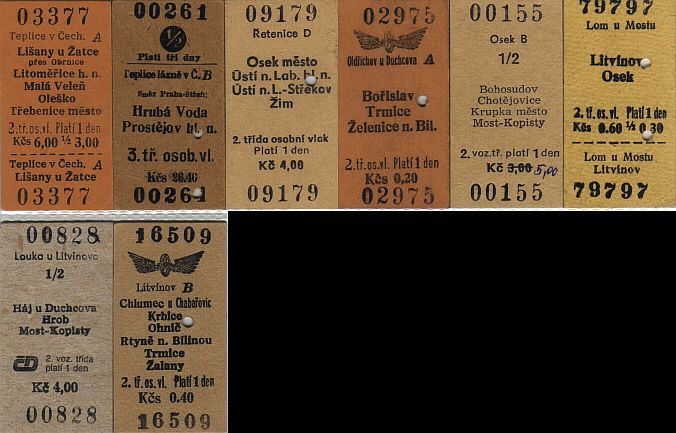 03377
Teplice v Čech. A
Lišany u Žatce
přes Obrnice
Litoměřice h. n.
Malá Veleň
Oleško
Třebenice město
2. tř. os. vl. Platí 1 den
Kčs 6,00 ½ 3,00
Teplice v Čech. A
Lišany u Žatce
03377
00261
1/2
Platí tři dny
Teplice lázně v Č. B
Směr Praha-Střeň:
Hrubá Voda
Prostějov hl. n.
3. tř. osob. vl.
Kčs 26.40
00261
09179
Retenice D
Osek město
Ústí n. Lab. hl. n.
Ústí n. L.-Střekov
Žim
2. třída osobní vlak
Platí 1 den
Kč 4,00
09179
02975
Oldřichov u Duchcova A
Bořislav
Trmice
Želenice n. Bíl.
2. tř. os. vl. Platí 1 den
Kčs 0,20
02975
00155
Osek B
1/2
Bohosudov
Chotějovice
Krupka město
Most-Kopisty
2. voz. tř. platí 1 den
Kč 3,00 5,00
00155
79797
Lom u Mostu
Litvínov
Osek
2. tř. os. vl. Platí 1 den
Kčs 0.60 ½ 0.30
Lom u Mostu
Litvínov
79797
00828
Louka u Litvínova
1/2
Háj u Duchcova
Hrob
Most-Kopisty
ČD 2. voz. třída
platí 1 den
Kč 4,00
00828
16509
Litvínov B
Chlumec u Chabařovic
Krbice
Ohníč
Rtyně n. Bílinou
Trmice
Žalany
2. tř. os. vl. Platí 1 den
Kčs 0.40
16509